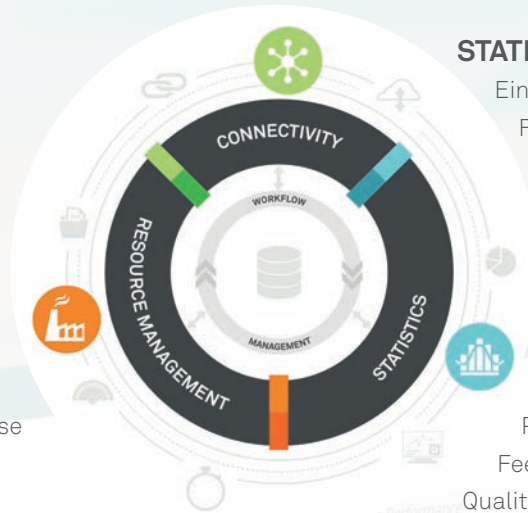 STATI
Ein
CONNECTIVITY
WORKFLOW
RESOURCE MANAGEMENT
STATISTICS
MANAGEMENT
se
Fee
Qualit